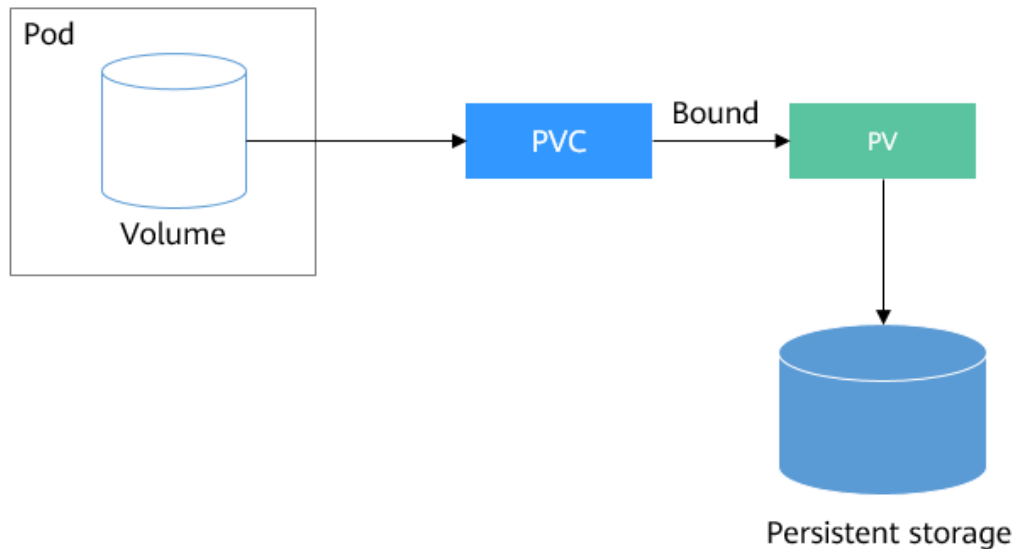 Pod
Volume
PVC
Bound
PV
Persistent storage